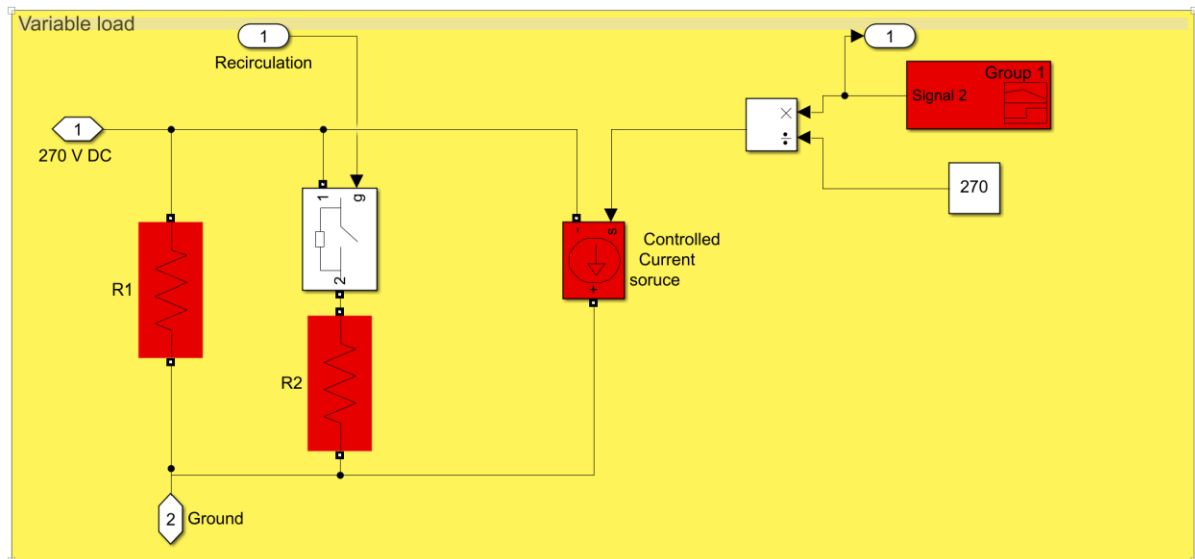 Variable load
1
Recirculation
1
Group 1
Signal 2
×
÷
1
270 V DC
270
1
g
2
-
s
+
Controlled
Current
soruce
R1
R2
2
Ground